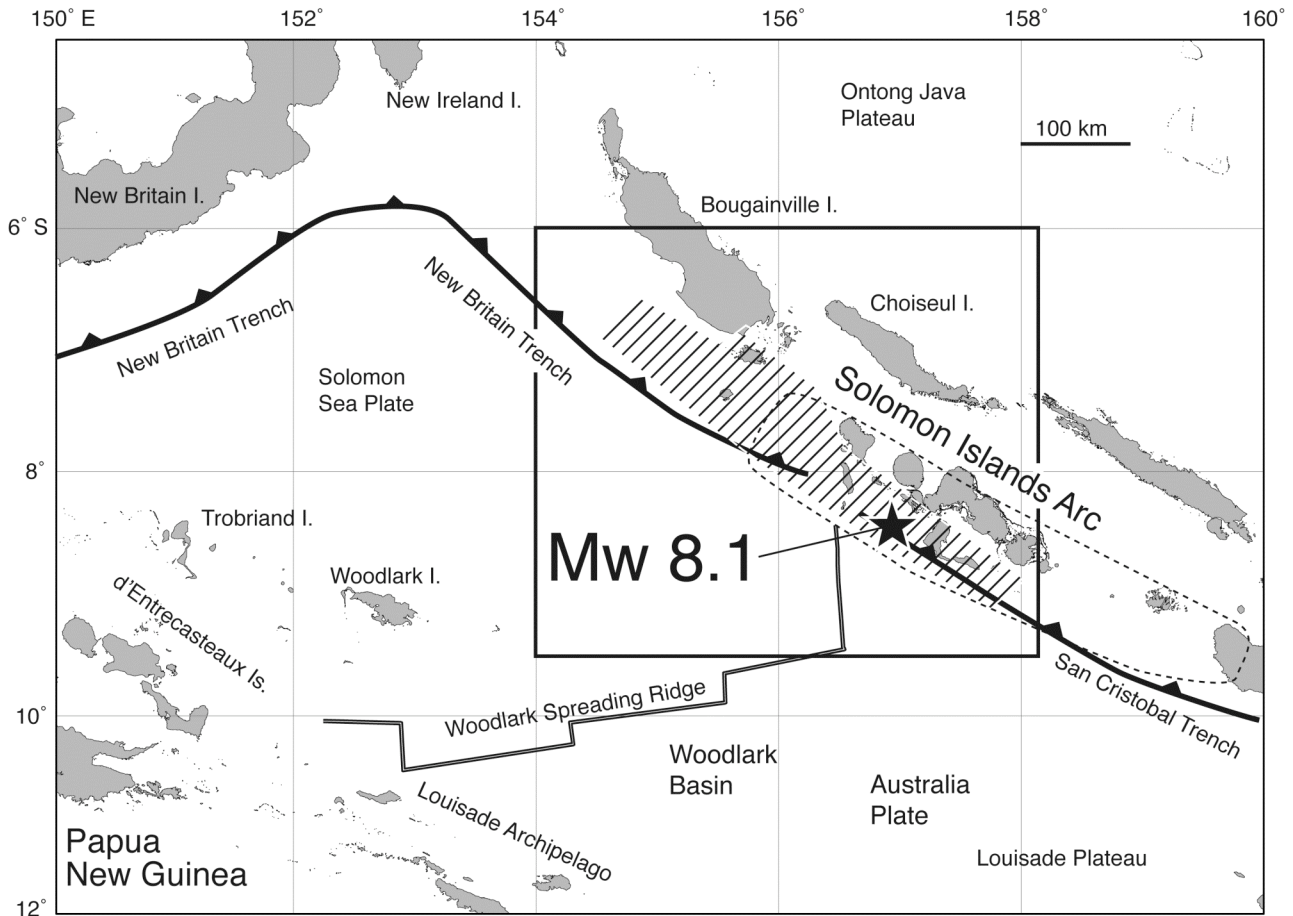 150° E
152°
154°
156°
158°
160°
New Ireland I.
Ontong Java
Plateau
100 km
New Britain I.
Bougainville I.
6° S
New Britain Trench
New Britain Trench
Choiseul I.
Solomon
Sea Plate
Solomon Islands Arc
8°
Trobriand I.
Mw 8.1
Woodlark I.
d'Entrecasteaux Is.
San Cristobal Trench
Woodlark Spreading Ridge
10°
Woodlark
Basin
Australia
Plate
Louisade Archipelago
Papua
New Guinea
Louisade Plateau
12°